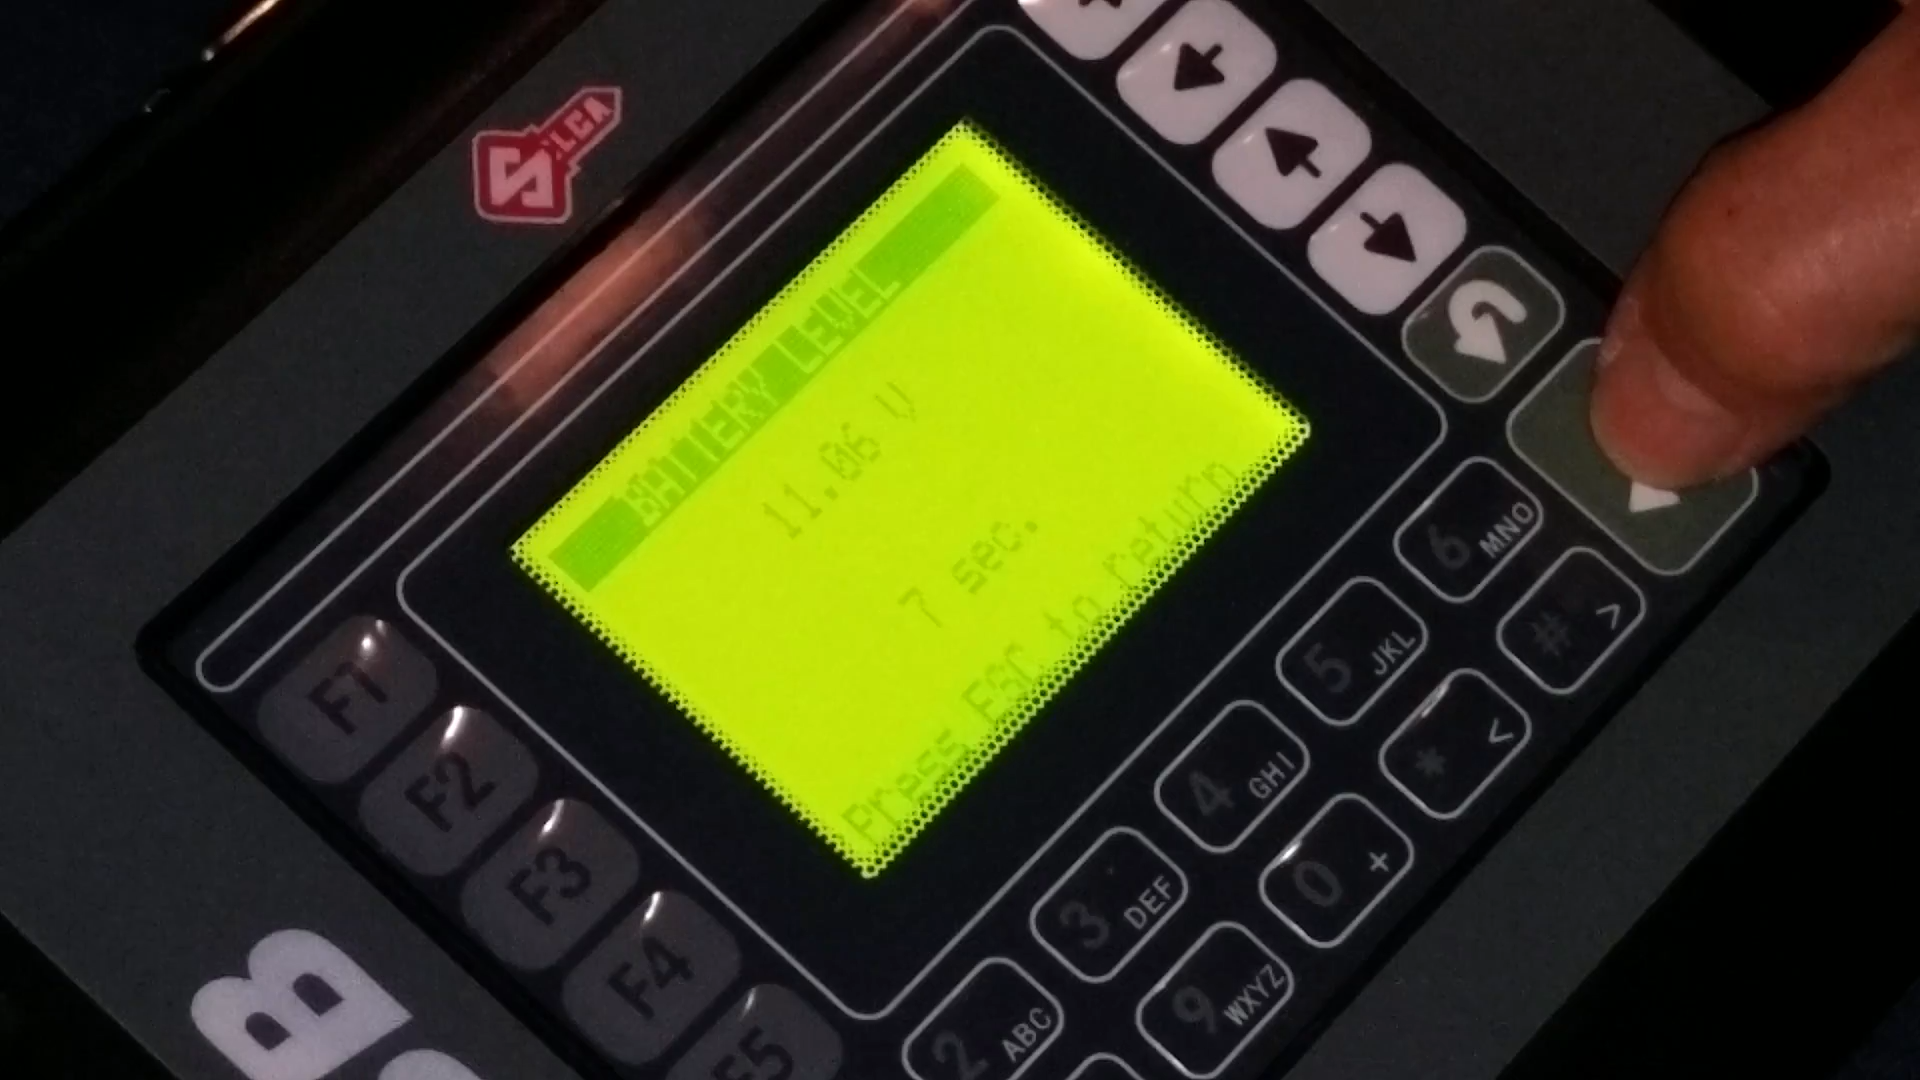 SILCA
BATTERY LEVEL
11.06 V
7 sec.
Press ESC to return
F1
F2
F3
F4
F5
2 ABC
3 DEF
4 GHI
5 JKL
6 MNO
9 WXYZ
0 +
* <
# >
B